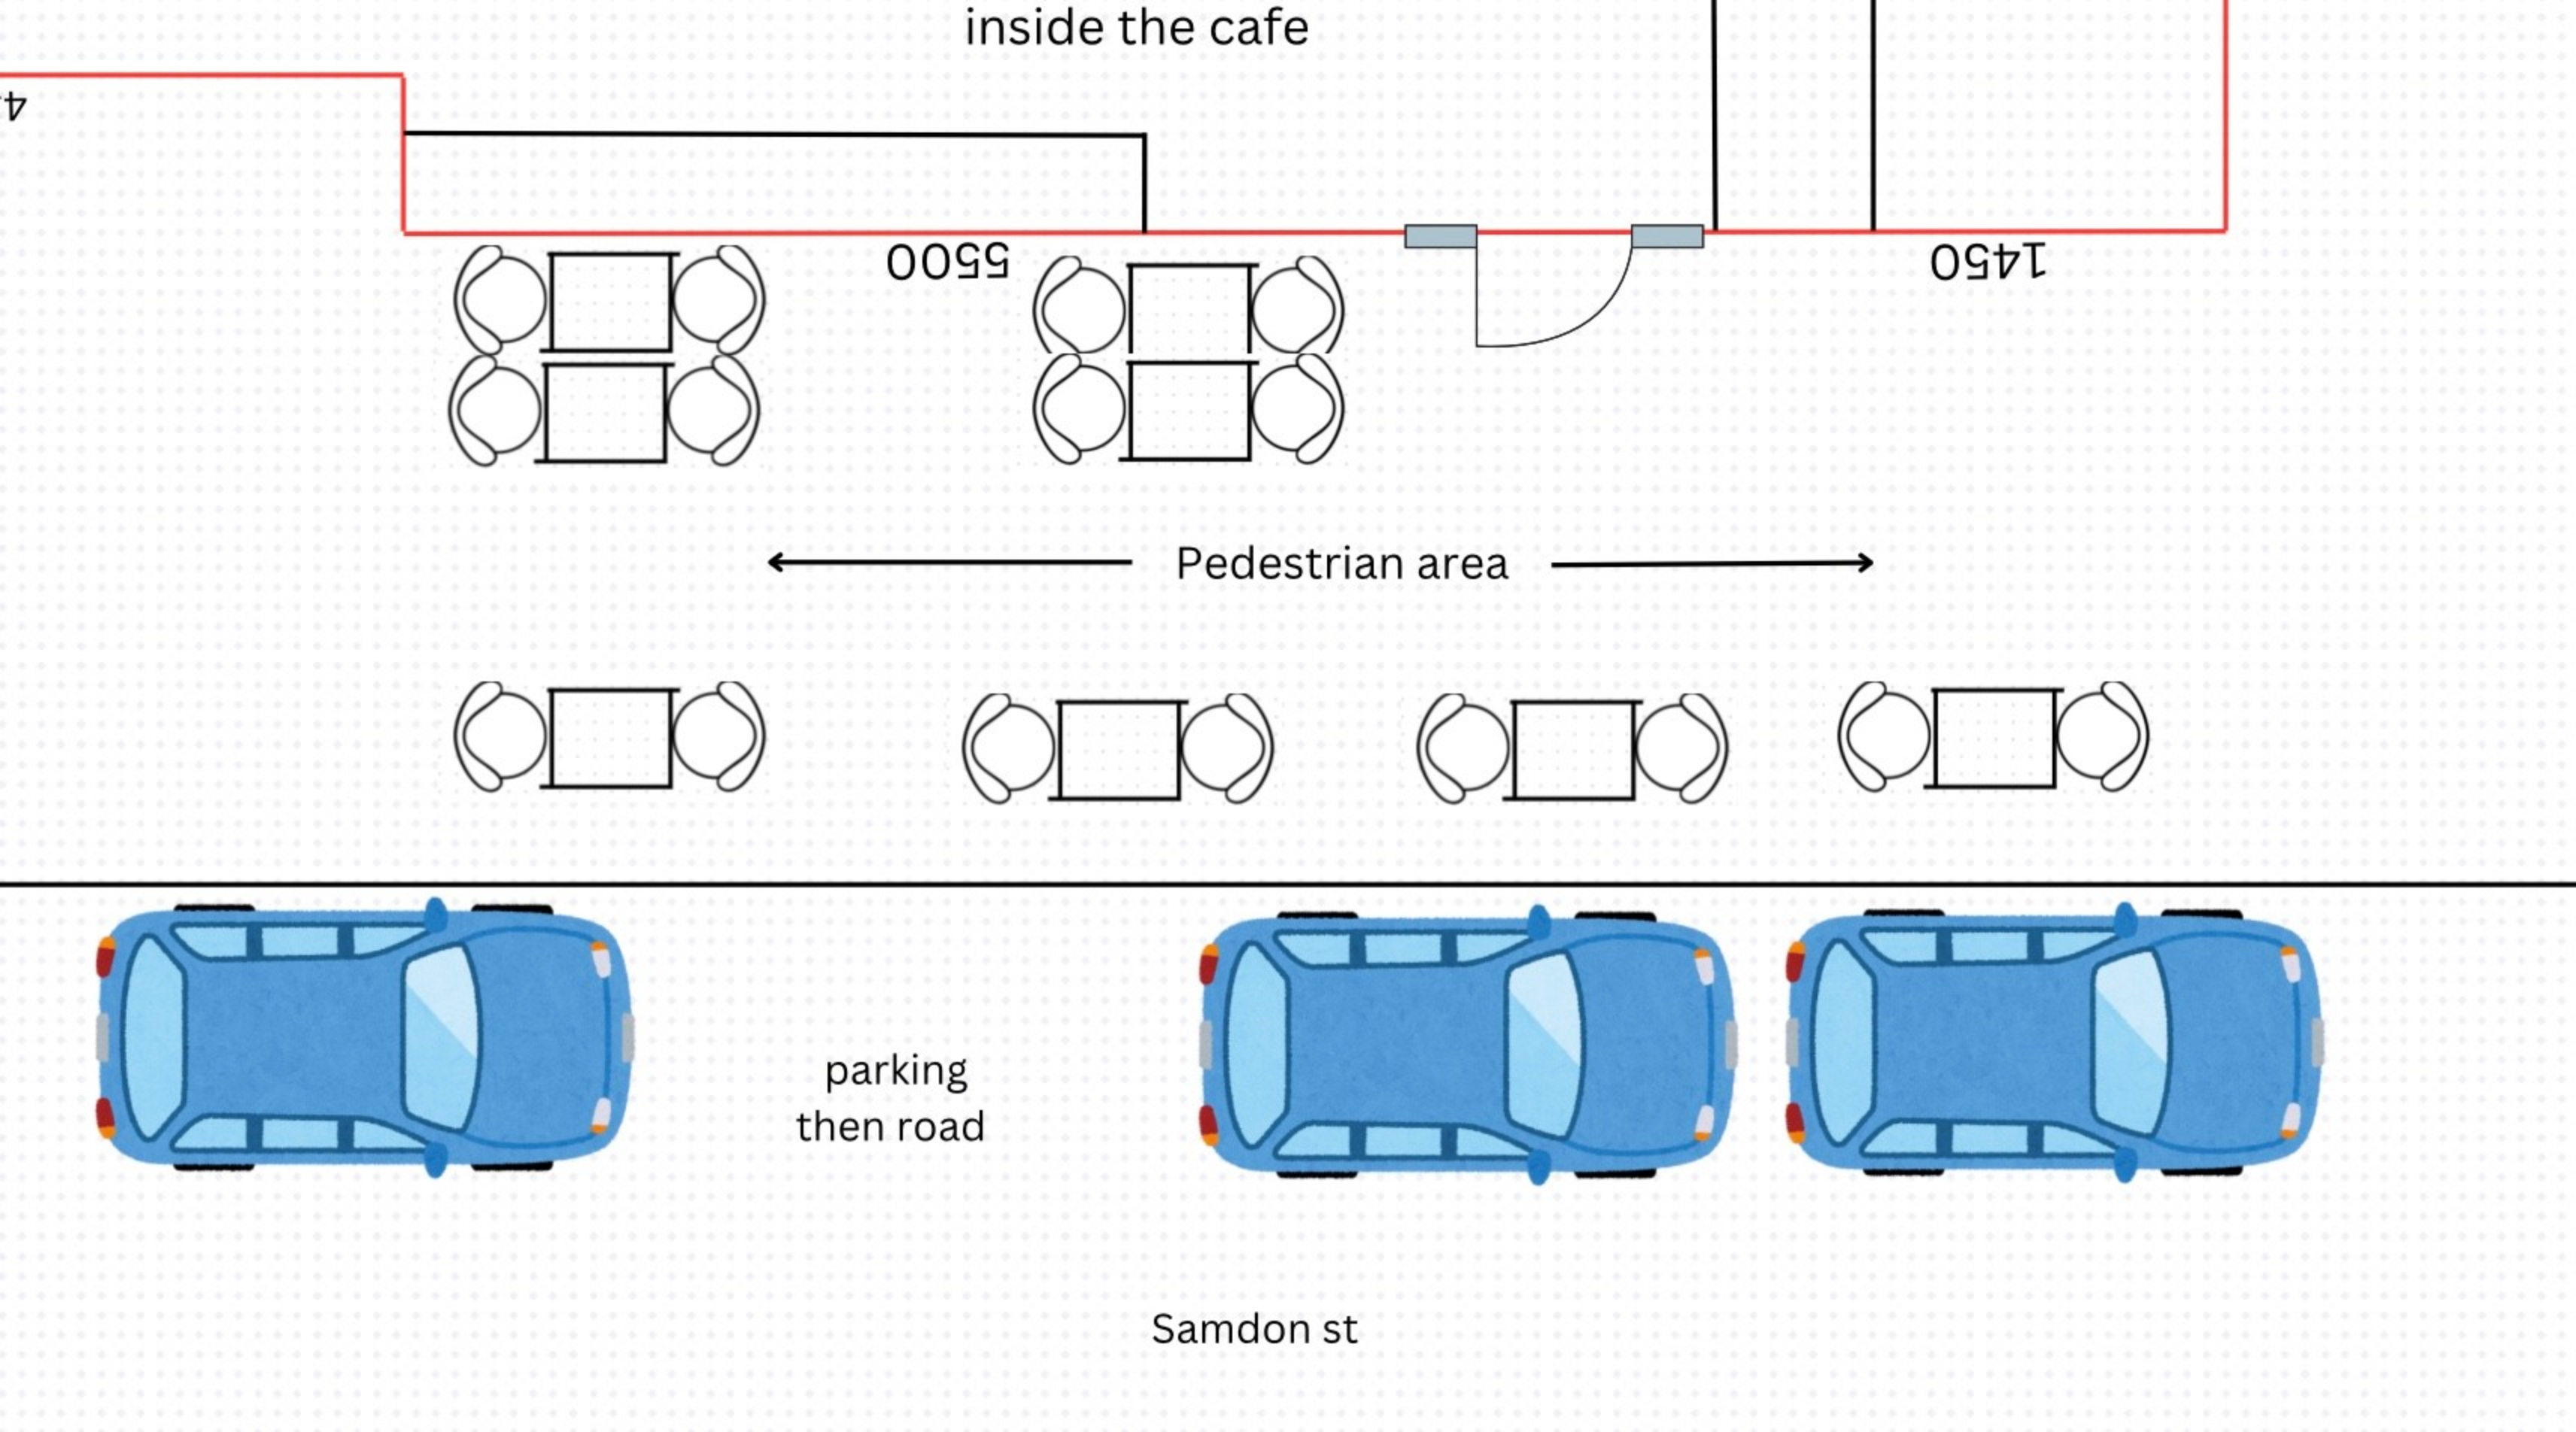 inside the cafe
5500
1450
Pedestrian area
parking
then road
Samdon st